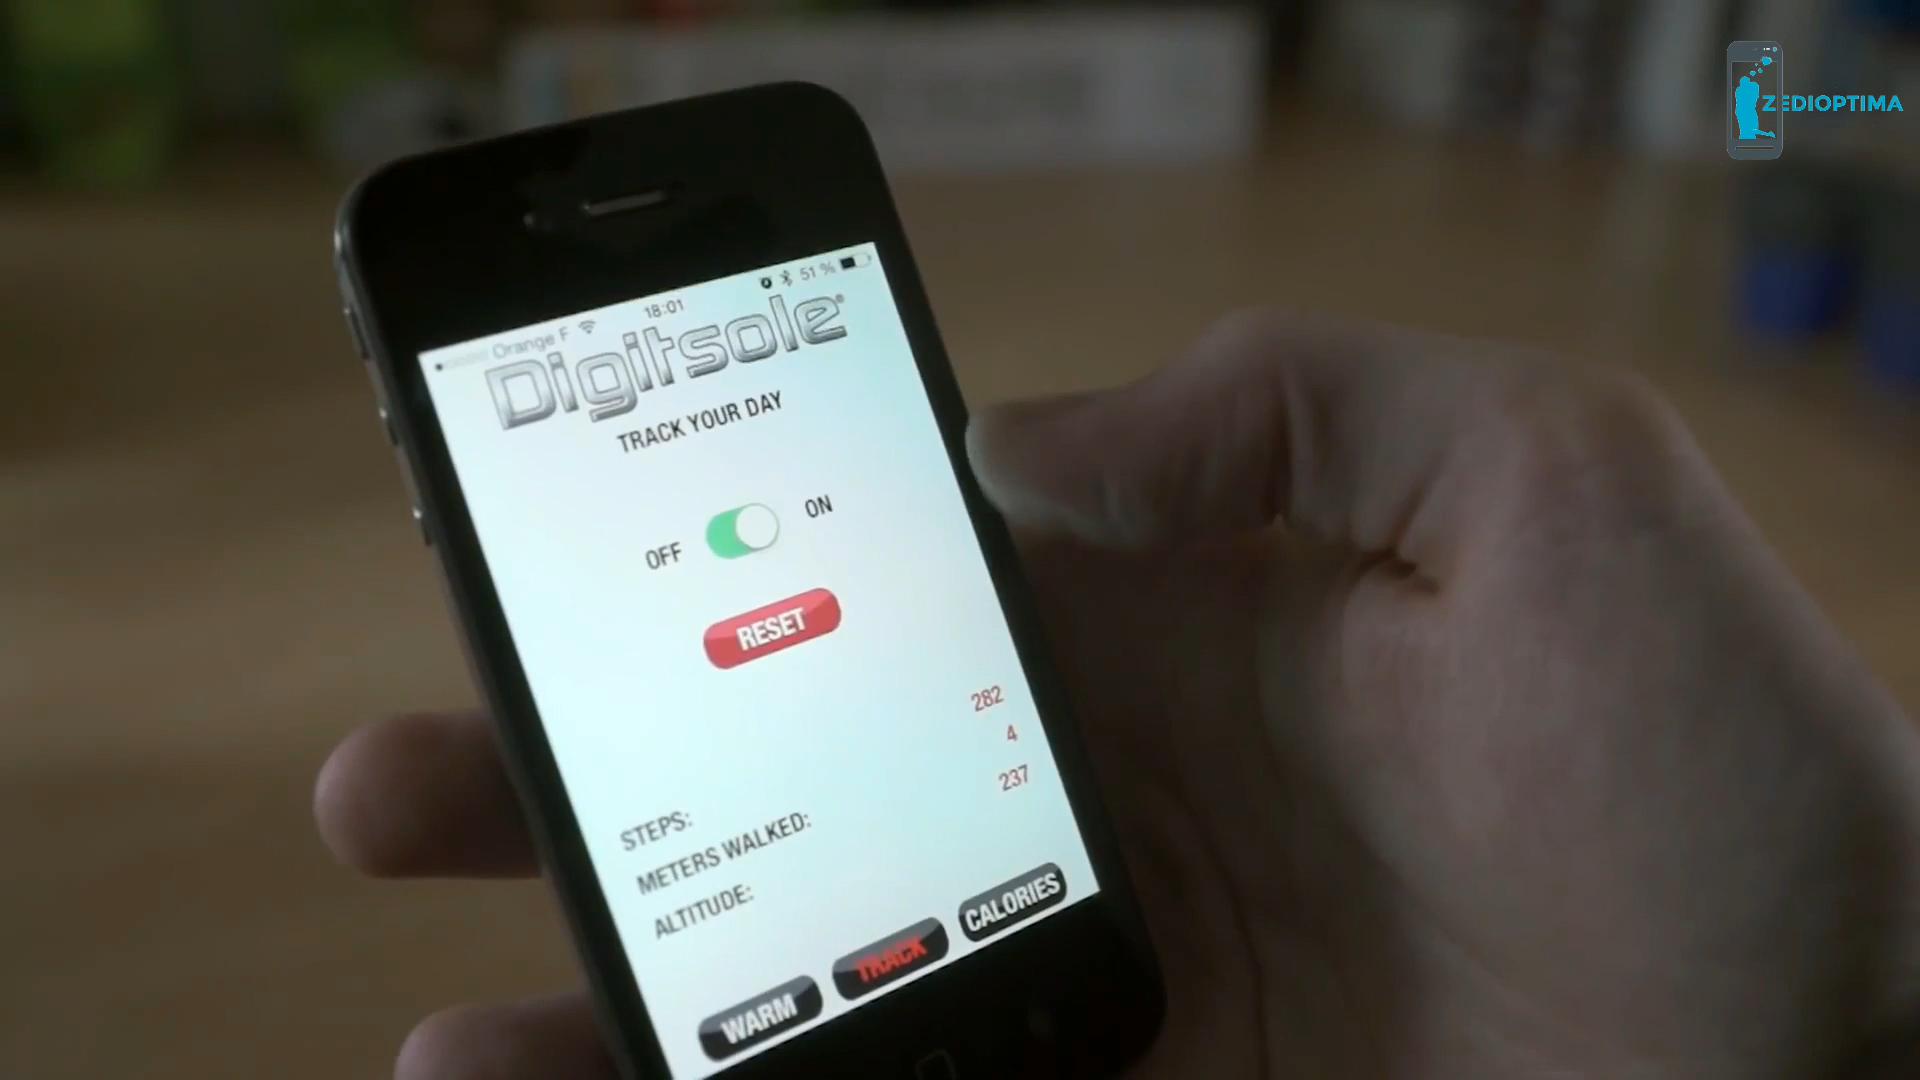 ZEDIOPTIMA
Orange F 18:01 51 %
Digitsole®
TRACK YOUR DAY
OFF ON
RESET
STEPS: 282
METERS WALKED: 4
ALTITUDE: 237
WARM TRACK CALORIES